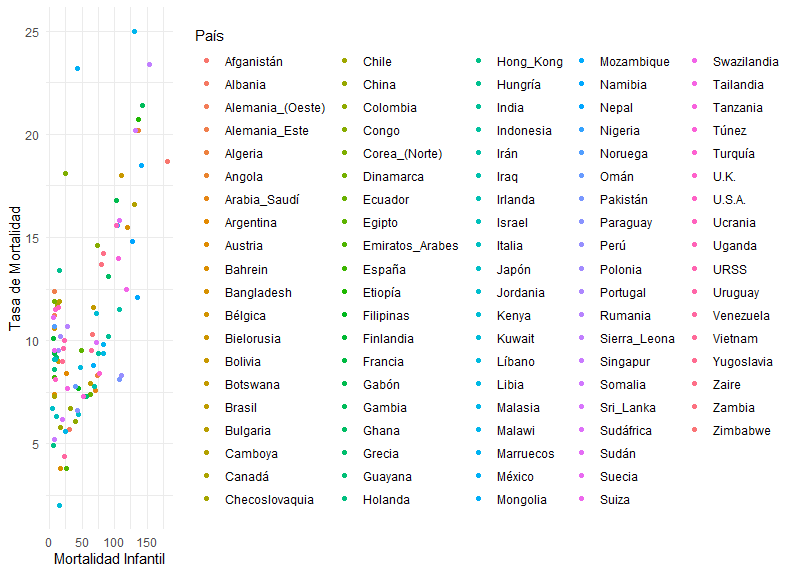 País
Afganistán
Albania
Alemania_(Oeste)
Alemania_Este
Algeria
Angola
Arabia_Saudí
Argentina
Austria
Bahrein
Bangladesh
Bélgica
Bielorusia
Bolivia
Botswana
Brasil
Bulgaria
Camboya
Canadá
Checoslovaquia
Chile
China
Colombia
Congo
Corea_(Norte)
Dinamarca
Ecuador
Egipto
Emiratos_Arabes
España
Etiopía
Filipinas
Finlandia
Francia
Gabón
Gambia
Ghana
Grecia
Guayana
Holanda
Hong_Kong
Hungría
India
Indonesia
Irán
Iraq
Irlanda
Israel
Italia
Japón
Jordania
Kenya
Kuwait
Líbano
Libia
Malasia
Malawi
Marruecos
México
Mongolia
Mozambique
Namibia
Nepal
Nigeria
Noruega
Omán
Pakistán
Paraguay
Perú
Polonia
Portugal
Rumania
Sierra_Leona
Singapur
Somalia
Sri_Lanka
Sudáfrica
Sudán
Suecia
Suiza
Swazilandia
Tailandia
Tanzania
Túnez
Turquía
U.K.
U.S.A.
Ucrania
Uganda
URSS
Uruguay
Venezuela
Vietnam
Yugoslavia
Zaire
Zambia
Zimbabwe
25
20
15
10
5
Tasa de Mortalidad
0 50 100 150
Mortalidad Infantil